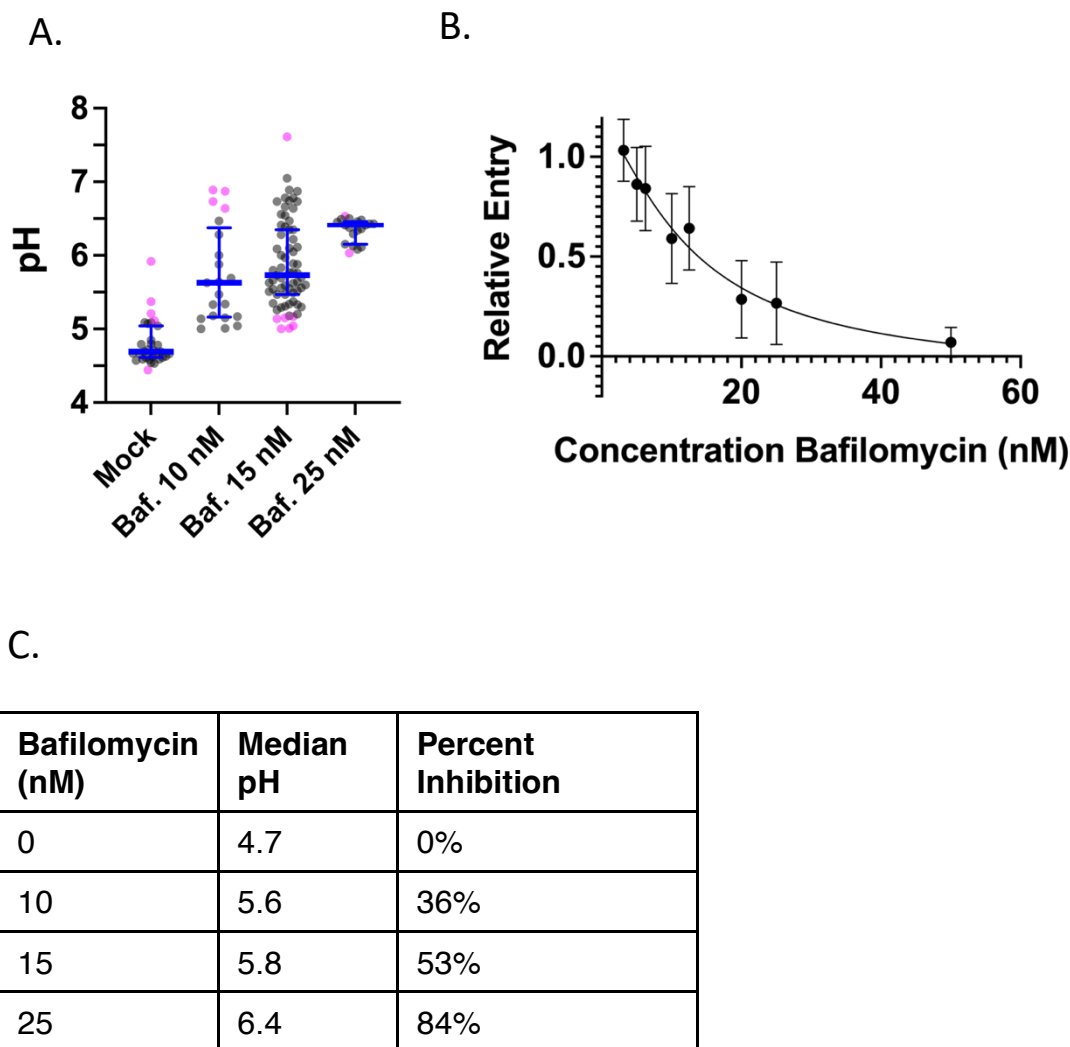 A.
B.
8
7
6
5
4
pH
Mock
Baf. 10 nM
Baf. 15 nM
Baf. 25 nM
1.0
0.5
0.0
Relative Entry
20 40 60
Concentration Bafilomycin (nM)
C.
Bafilomycin Median Percent
(nM) pH Inhibition
0 4.7 0%
10 5.6 36%
15 5.8 53%
25 6.4 84%